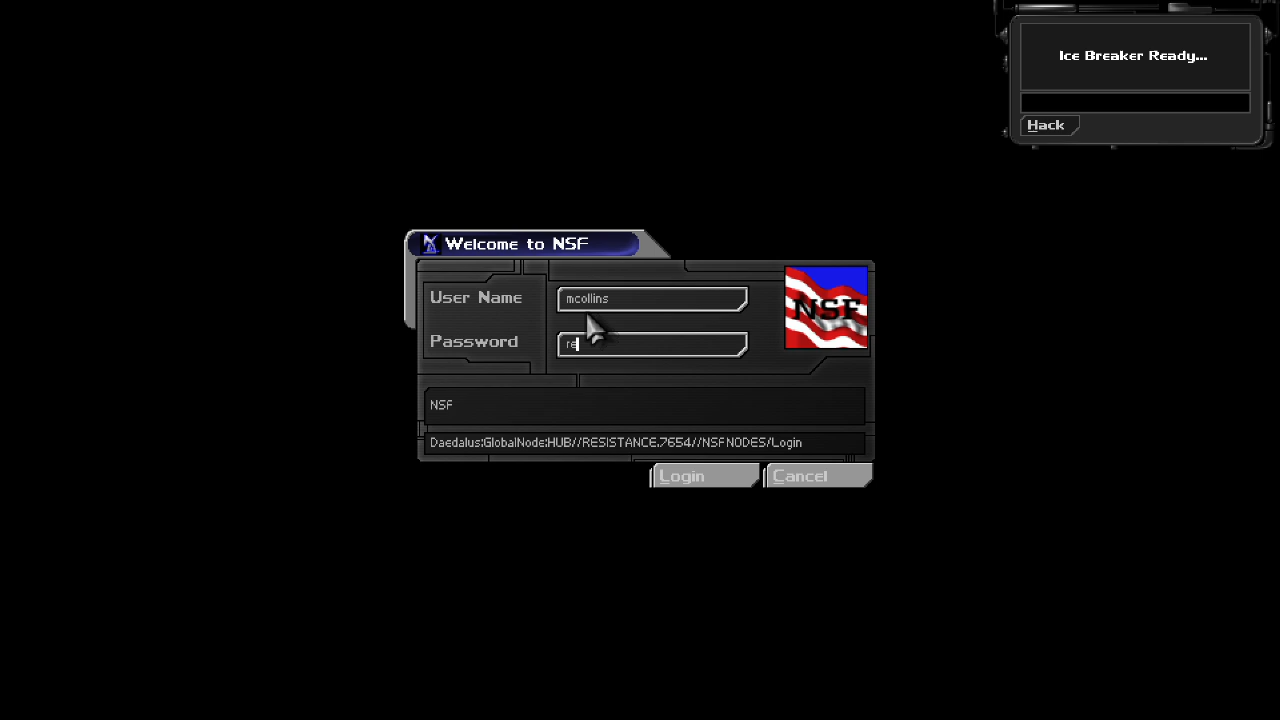 Ice Breaker Ready...
Hack
Welcome to NSF
User Name
mcollins
NSF
Password
re
NSF
Daedalus:GlobalNode:HUB//RESISTANCE.7654//NSFNODES/Login
Login
Cancel